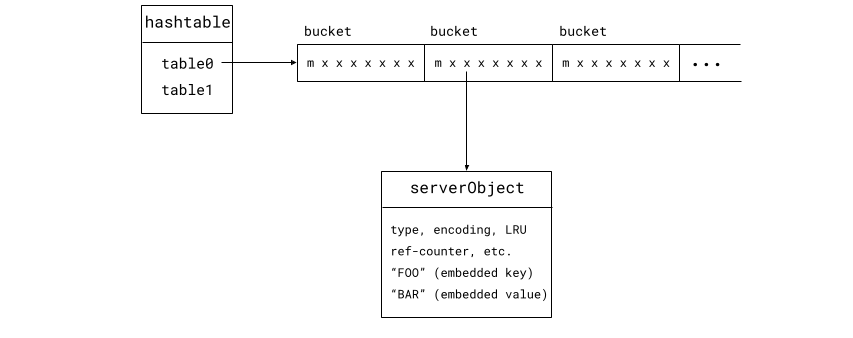 hashtable
table0
table1
bucket bucket bucket
m x x x x x x x m x x x x x x x m x x x x x x x ...
serverObject
type, encoding, LRU
ref-counter, etc.
“FOO” (embedded key)
“BAR” (embedded value)